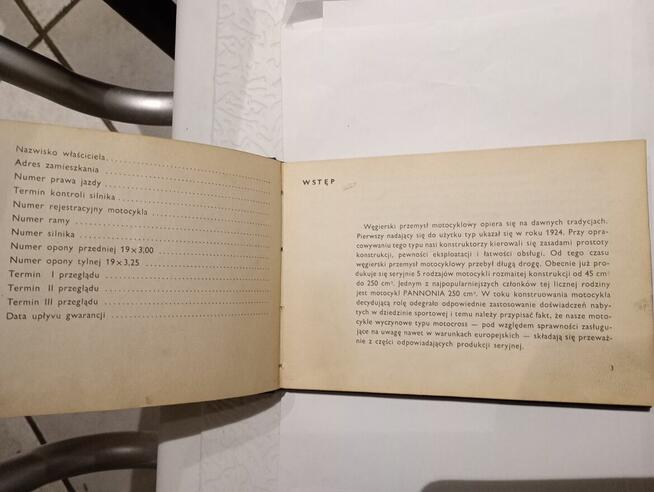 Nazwisko właściciela
Adres zamieszkania
Numer prawa jazdy
Termin kontroli silnika
Numer rejestracyjny motocykla
Numer ramy
Numer silnika
Numer opony przedniej 19×3,00
Numer opony tylnej 19×3,25
Termin I przeglądu
Termin II przeglądu
Termin III przeglądu
Data upływu gwarancji
WSTĘP
Węgierski przemysł motocyklowy opiera się na dawnych tradycjach.
Pierwszy nadający się do użytku typ ukazał się w roku 1924. Przy opra-
cowywaniu tego typu nasi konstruktorzy kierowali się zasadami prostoty
konstrukcji, pewności eksploatacji i łatwości obsługi. Od tego czasu
węgierski przemysł motocyklowy przebył długą drogę. Obecnie już pro-
dukuje się seryjnie 5 rodzajów motocykli rozmaitej konstrukcji od 45 cm³
do 250 cm³. Jednym z najpopularniejszych członków tej licznej rodziny
jest motocykl PANNONIA 250 cm³. W toku konstruowania motocykla
decydującą rolę odegrało odpowiednie zastosowanie doświadczeń naby-
tych w dziedzinie sportowej i temu należy przypisać fakt, że nasze moto-
cykle wyczynowe typu motocross — pod względem sprawności zasługu-
jące na uwagę nawet w warunkach europejskich — składają się przeważ-
nie z części odpowiadających produkcji seryjnej.
3